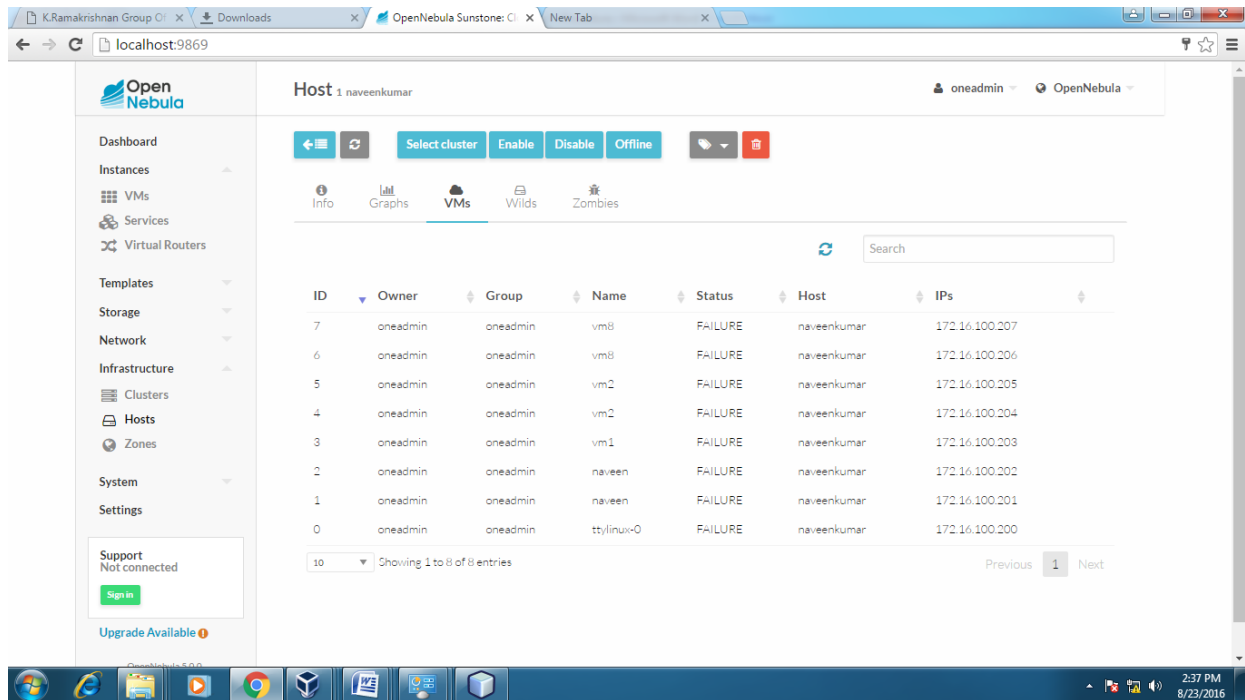 K.Ramakrishnan Group Of
Downloads
OpenNebula Sunstone: Cl
New Tab
localhost:9869
Open
Nebula
Host 1 naveenkumar
oneadmin
OpenNebula
Dashboard
Instances
VMs
Services
Virtual Routers
Templates
Storage
Network
Infrastructure
Clusters
Hosts
Zones
System
Settings
Support
Not connected
Sign in
Upgrade Available
OpenNebula 5.0.0
Select cluster Enable Disable Offline
Info Graphs VMs Wilds Zombies
Search
ID Owner Group Name Status Host IPs
7 oneadmin oneadmin vm8 FAILURE naveenkumar 172.16.100.207
6 oneadmin oneadmin vm8 FAILURE naveenkumar 172.16.100.206
5 oneadmin oneadmin vm2 FAILURE naveenkumar 172.16.100.205
4 oneadmin oneadmin vm2 FAILURE naveenkumar 172.16.100.204
3 oneadmin oneadmin vm1 FAILURE naveenkumar 172.16.100.203
2 oneadmin oneadmin naveen FAILURE naveenkumar 172.16.100.202
1 oneadmin oneadmin naveen FAILURE naveenkumar 172.16.100.201
0 oneadmin oneadmin ttylinux-0 FAILURE naveenkumar 172.16.100.200
10 Showing 1 to 8 of 8 entries
Previous 1 Next
2:37 PM
8/23/2016